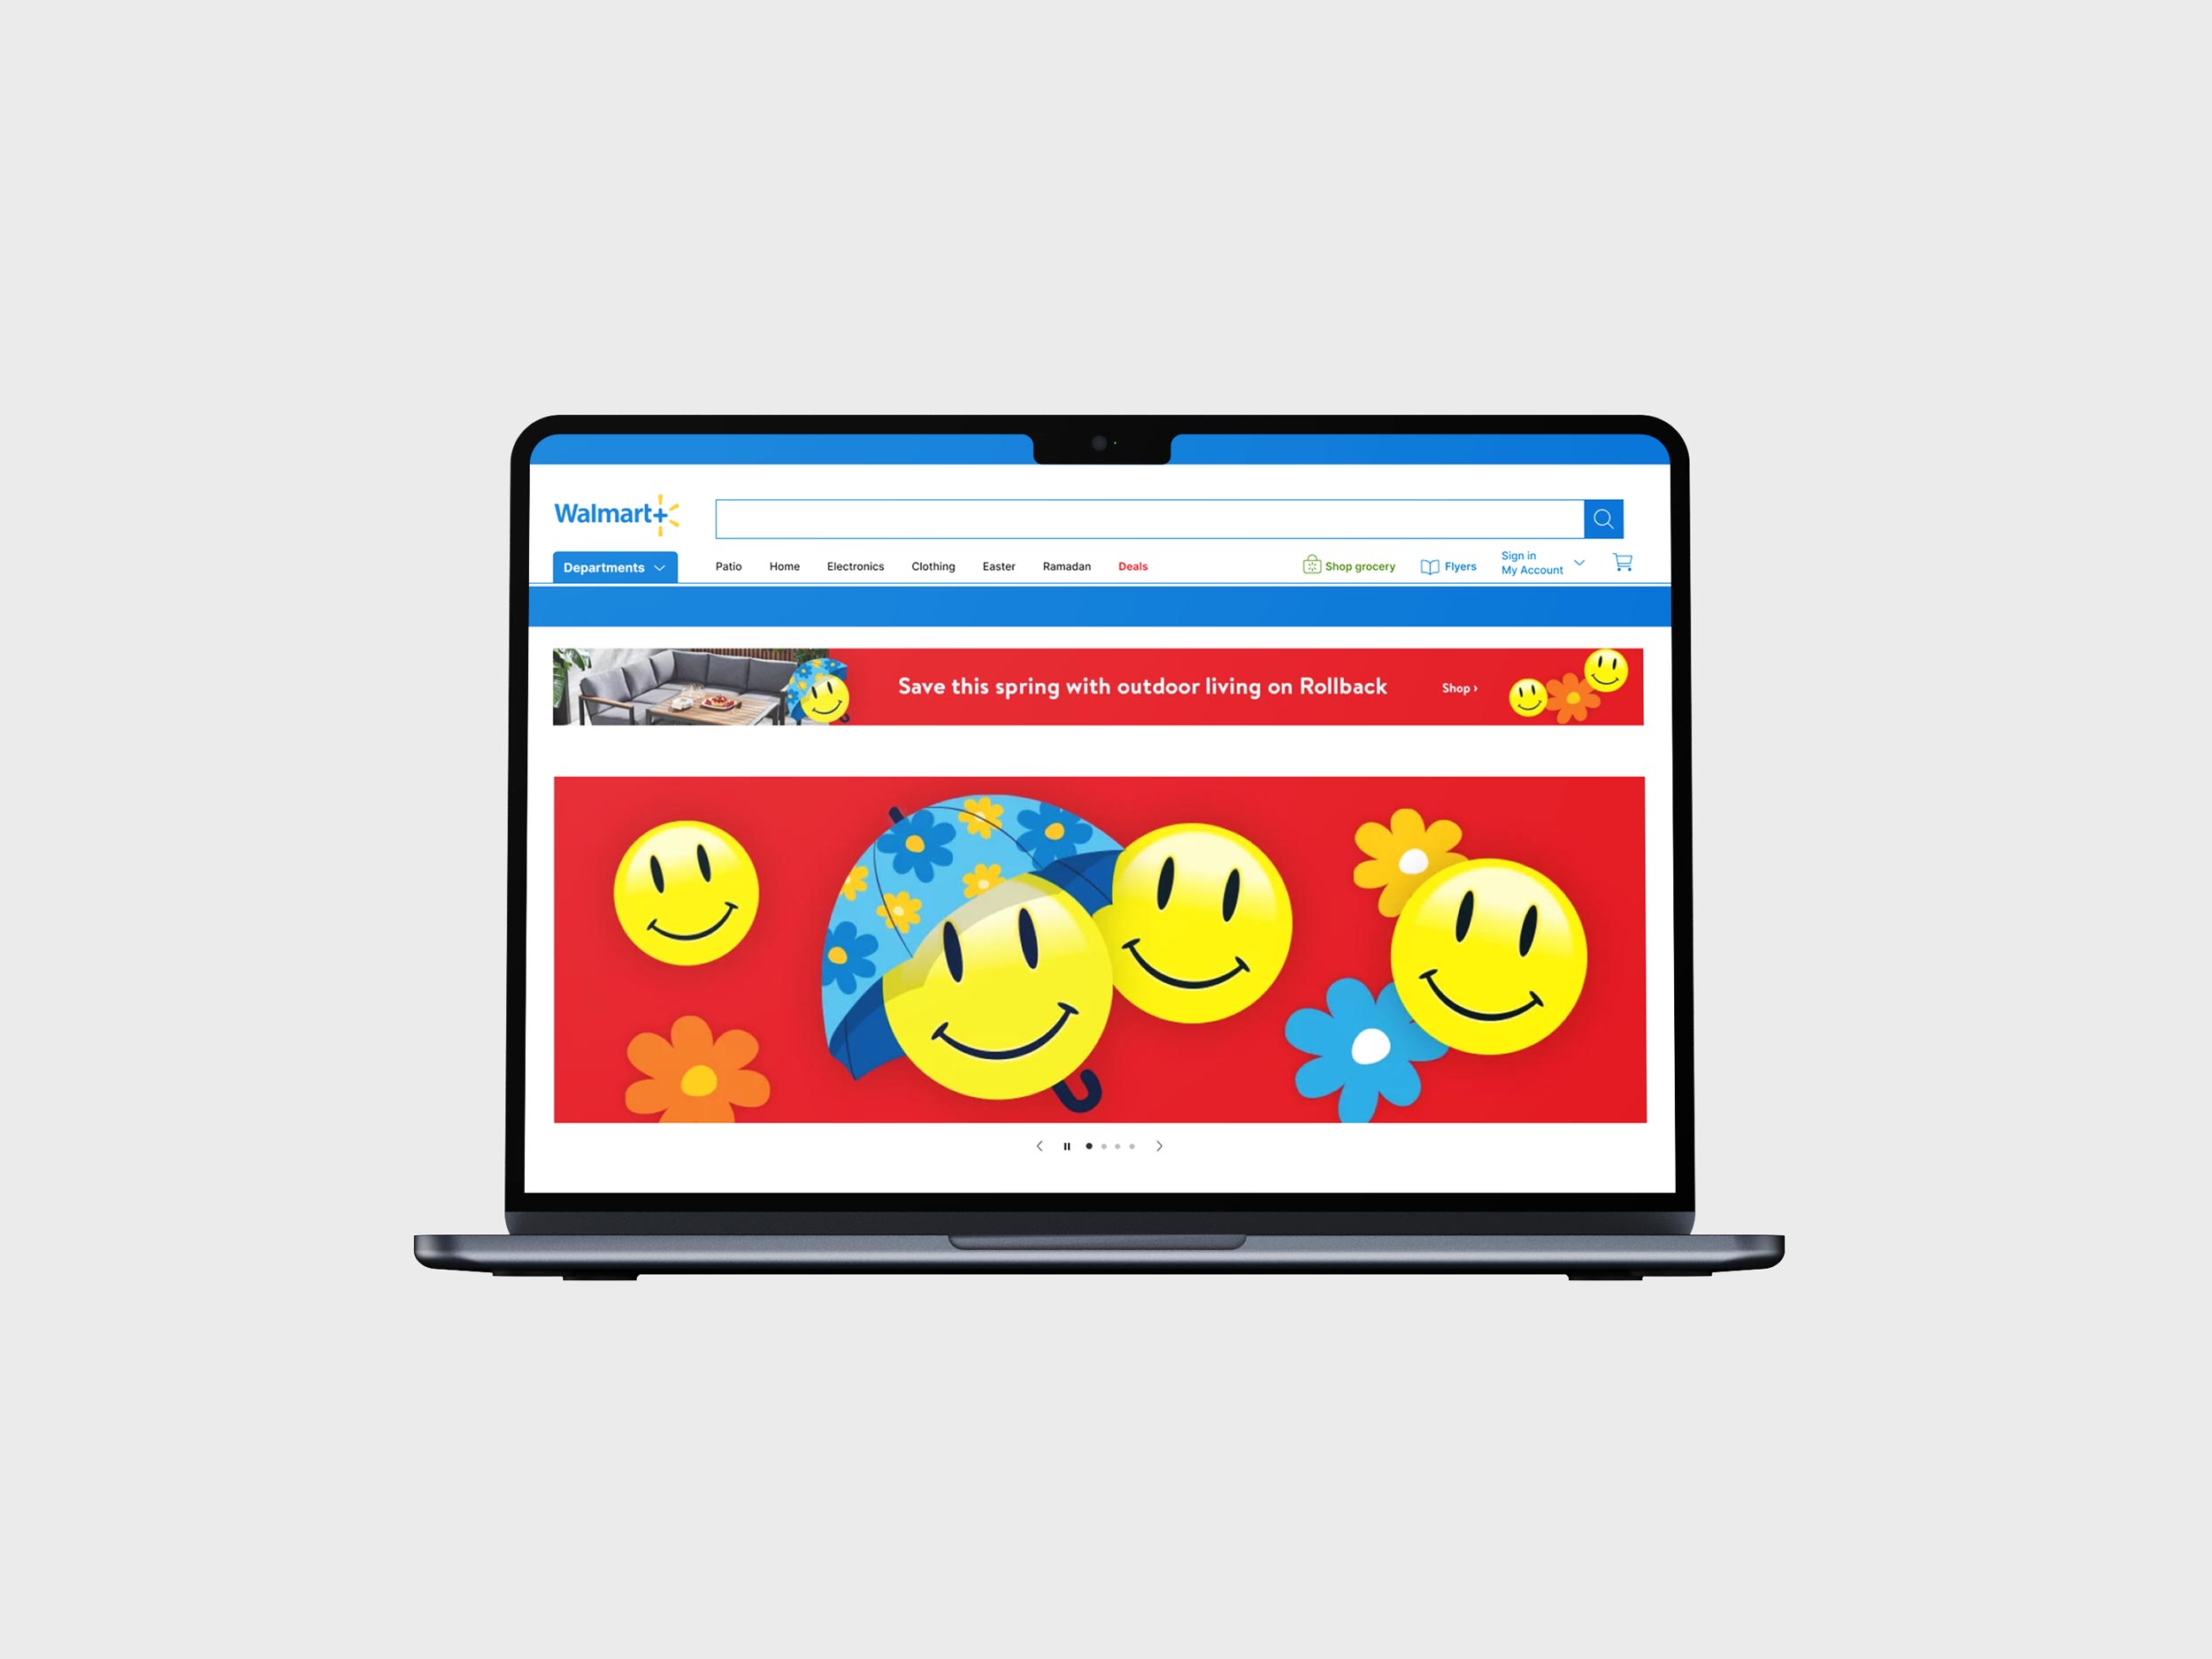 Walmart+
Departments
Patio Home Electronics Clothing Easter Ramadan Deals
Shop grocery
Flyers
Sign in
My Account
Save this spring with outdoor living on Rollback
Shop ›